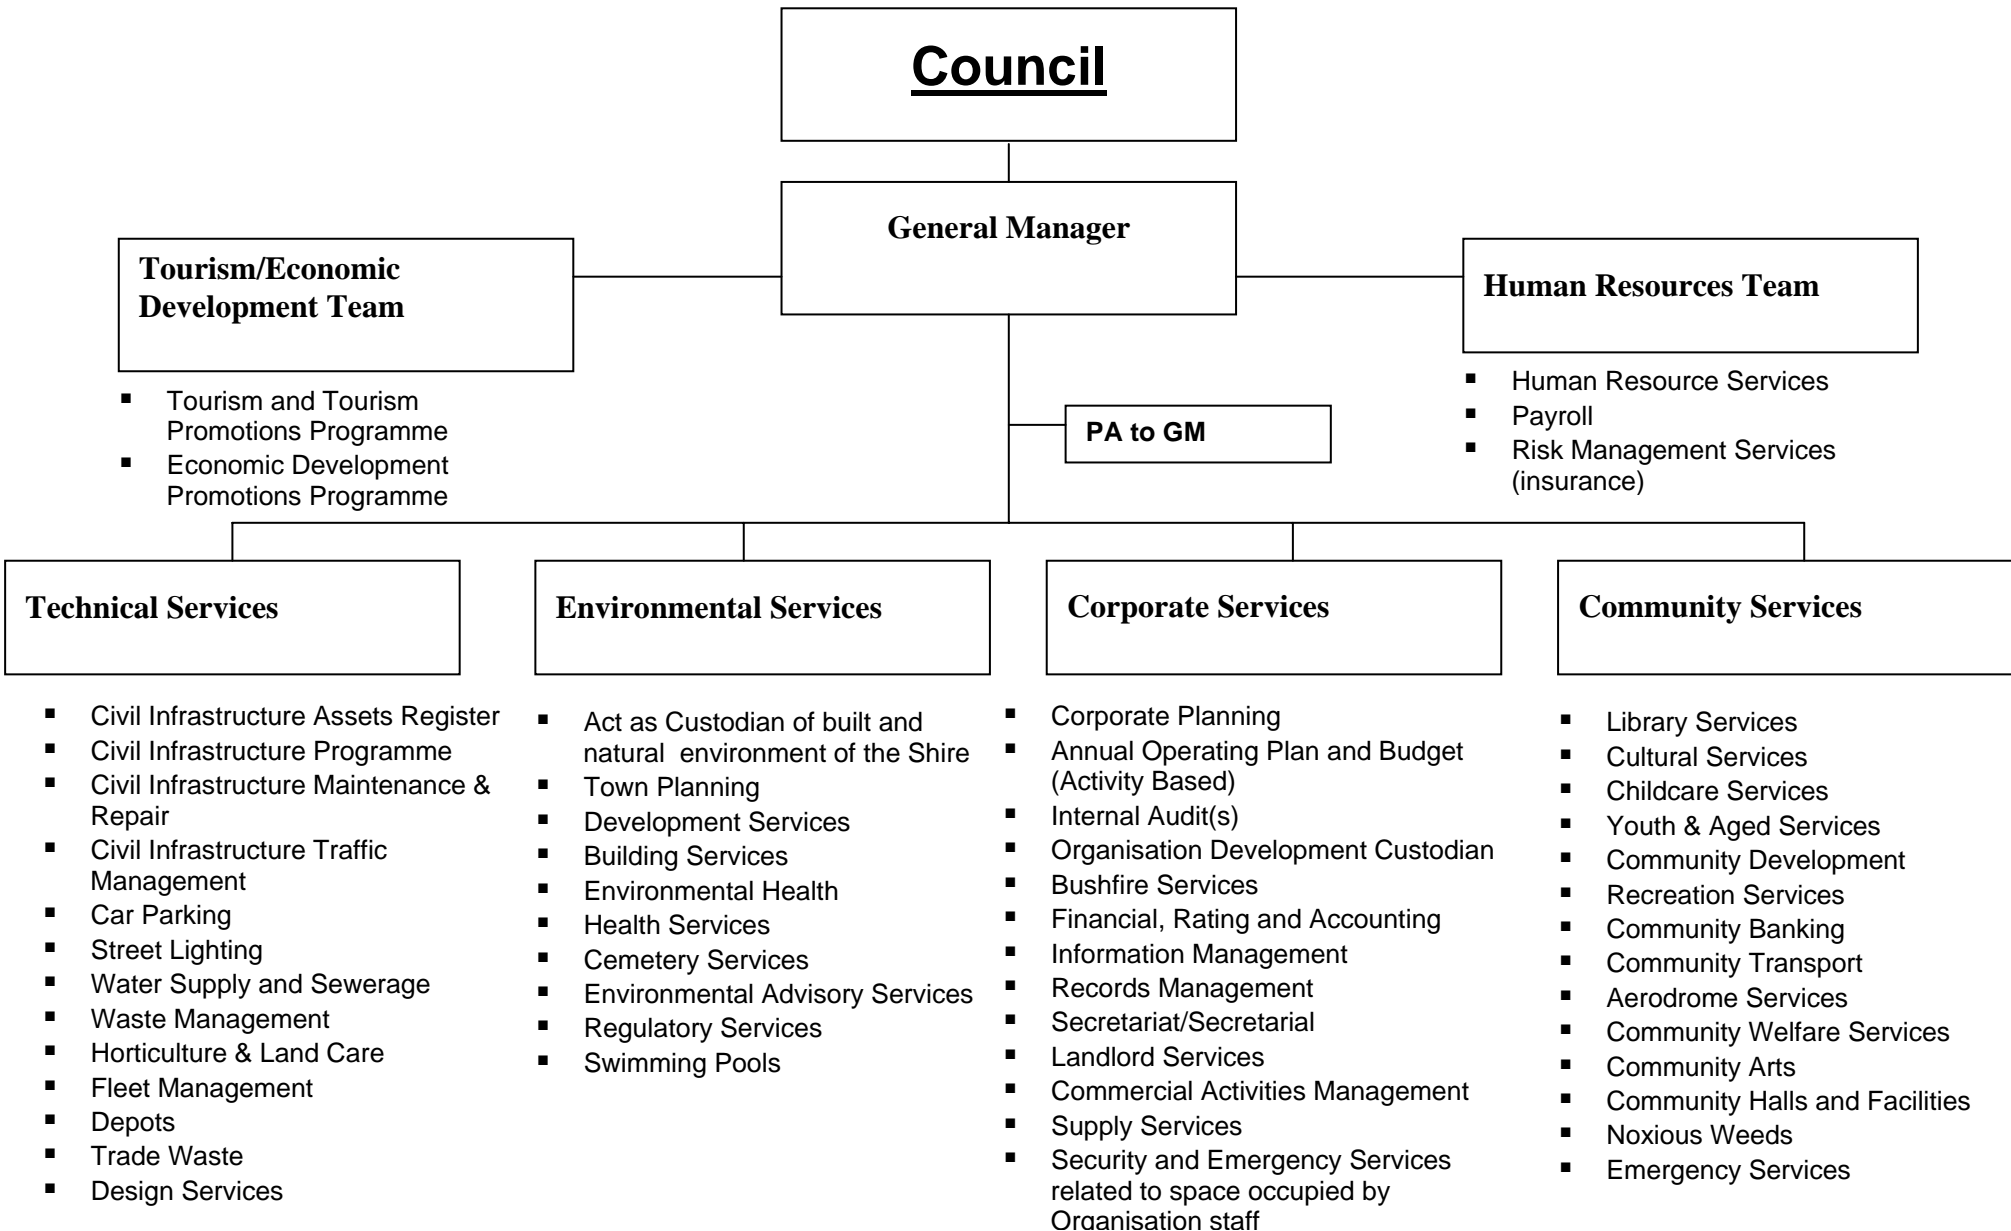 Council
General Manager
Tourism/Economic
Development Team
Human Resources Team
▪ Tourism and Tourism
Promotions Programme
▪ Economic Development
Promotions Programme
PA to GM
▪ Human Resource Services
▪ Payroll
▪ Risk Management Services
(insurance)
Technical Services
Environmental Services
Corporate Services
Community Services
▪ Civil Infrastructure Assets Register
▪ Civil Infrastructure Programme
▪ Civil Infrastructure Maintenance &
Repair
▪ Civil Infrastructure Traffic
Management
▪ Car Parking
▪ Street Lighting
▪ Water Supply and Sewerage
▪ Waste Management
▪ Horticulture & Land Care
▪ Fleet Management
▪ Depots
▪ Trade Waste
▪ Design Services
▪ Act as Custodian of built and
natural environment of the Shire
▪ Town Planning
▪ Development Services
▪ Building Services
▪ Environmental Health
▪ Health Services
▪ Cemetery Services
▪ Environmental Advisory Services
▪ Regulatory Services
▪ Swimming Pools
▪ Corporate Planning
▪ Annual Operating Plan and Budget
(Activity Based)
▪ Internal Audit(s)
▪ Organisation Development Custodian
▪ Bushfire Services
▪ Financial, Rating and Accounting
▪ Information Management
▪ Records Management
▪ Secretariat/Secretarial
▪ Landlord Services
▪ Commercial Activities Management
▪ Supply Services
▪ Security and Emergency Services
related to space occupied by
Organisation staff
▪ Library Services
▪ Cultural Services
▪ Childcare Services
▪ Youth & Aged Services
▪ Community Development
▪ Recreation Services
▪ Community Banking
▪ Community Transport
▪ Aerodrome Services
▪ Community Welfare Services
▪ Community Arts
▪ Community Halls and Facilities
▪ Noxious Weeds
▪ Emergency Services